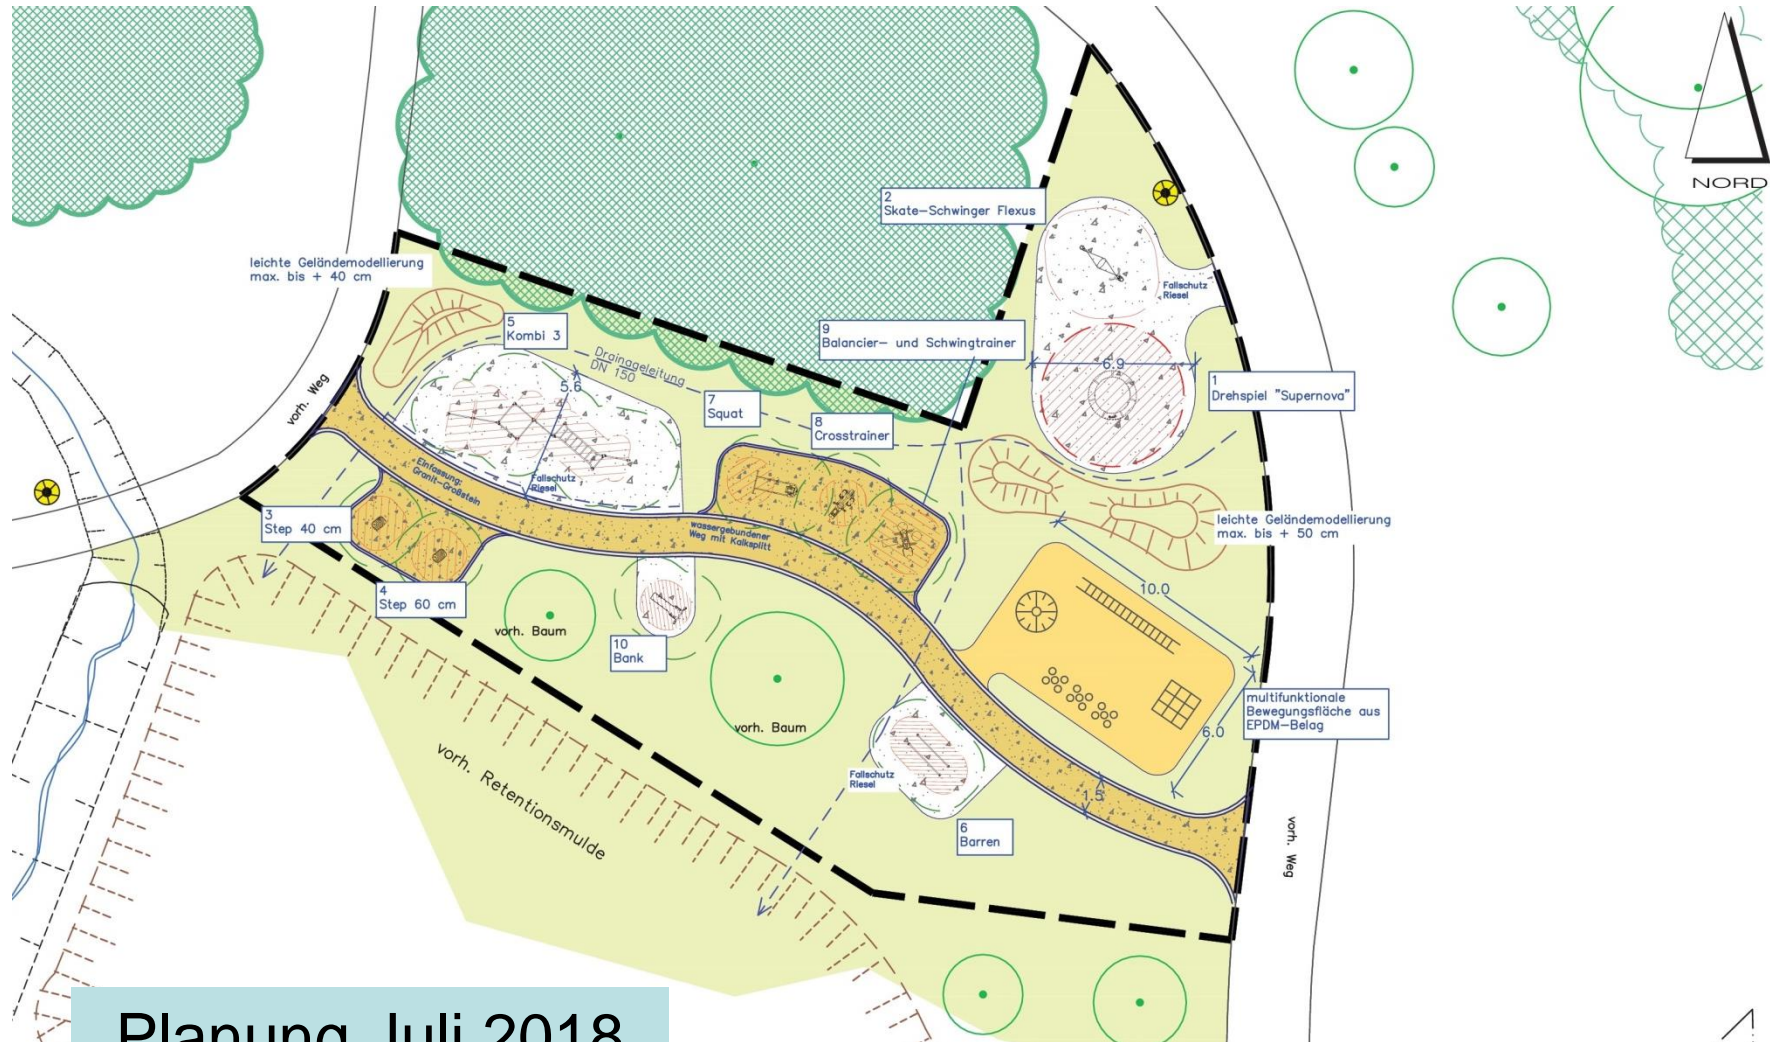 NORD
2
Skate-Schwinger Flexus
leichte Geländemodellierung
max. bis + 40 cm
Fallschutz
Riesel
5
Kombi 3
9
Balancier- und Schwingtrainer
Drainageleitung
DN 150
5.6
6.9
1
Drehspiel "Supernova"
vorh. Weg
7
Squat
8
Crosstrainer
Einfassung:
Granit-Großstein
Fallschutz
Riesel
3
Step 40 cm
wassergebundener
Weg mit Kalksplitt
leichte Geländemodellierung
max. bis + 50 cm
4
Step 60 cm
10.0
vorh. Baum
10
Bank
multifunktionale
Bewegungsfläche aus
EPDM-Belag
vorh. Baum
6.0
vorh. Retentionsmulde
Fallschutz
Riesel
1.5
6
Barren
vorh. Weg
Planung Juli 2018